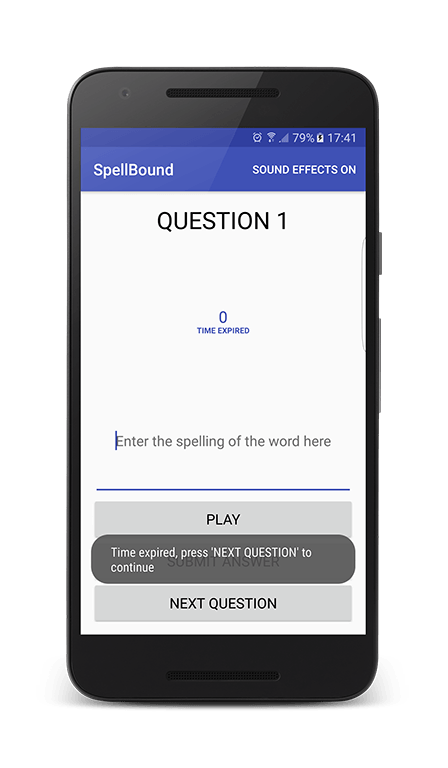 79% 17:41
SpellBound SOUND EFFECTS ON
QUESTION 1
0
TIME EXPIRED
Enter the spelling of the word here
PLAY
Time expired, press 'NEXT QUESTION' to
continue
SUBMIT ANSWER
NEXT QUESTION